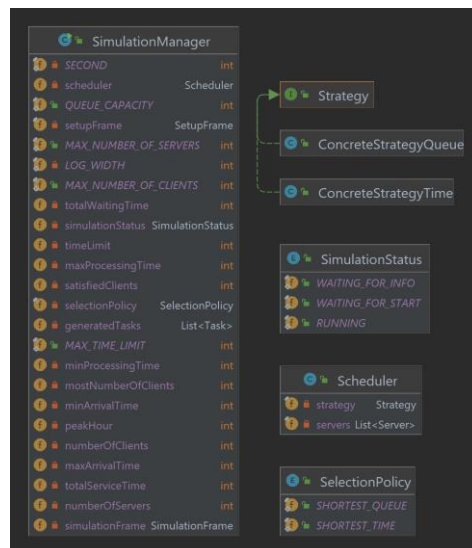 SimulationManager
SECOND int
scheduler Scheduler
QUEUE_CAPACITY int
setupFrame SetupFrame
MAX_NUMBER_OF_SERVERS int
LOG_WIDTH int
MAX_NUMBER_OF_CLIENTS int
totalWaitingTime int
simulationStatus SimulationStatus
timeLimit int
maxProcessingTime int
satisfiedClients int
selectionPolicy SelectionPolicy
generatedTasks List<Task>
MAX_TIME_LIMIT int
minProcessingTime int
mostNumberOfClients int
minArrivalTime int
peakHour int
numberOfClients int
maxArrivalTime int
totalServiceTime int
numberOfServers int
simulationFrame SimulationFrame
Strategy
ConcreteStrategyQueue
ConcreteStrategyTime
SimulationStatus
WAITING_FOR_INFO
WAITING_FOR_START
RUNNING
Scheduler
strategy Strategy
servers List<Server>
SelectionPolicy
SHORTEST_QUEUE
SHORTEST_TIME